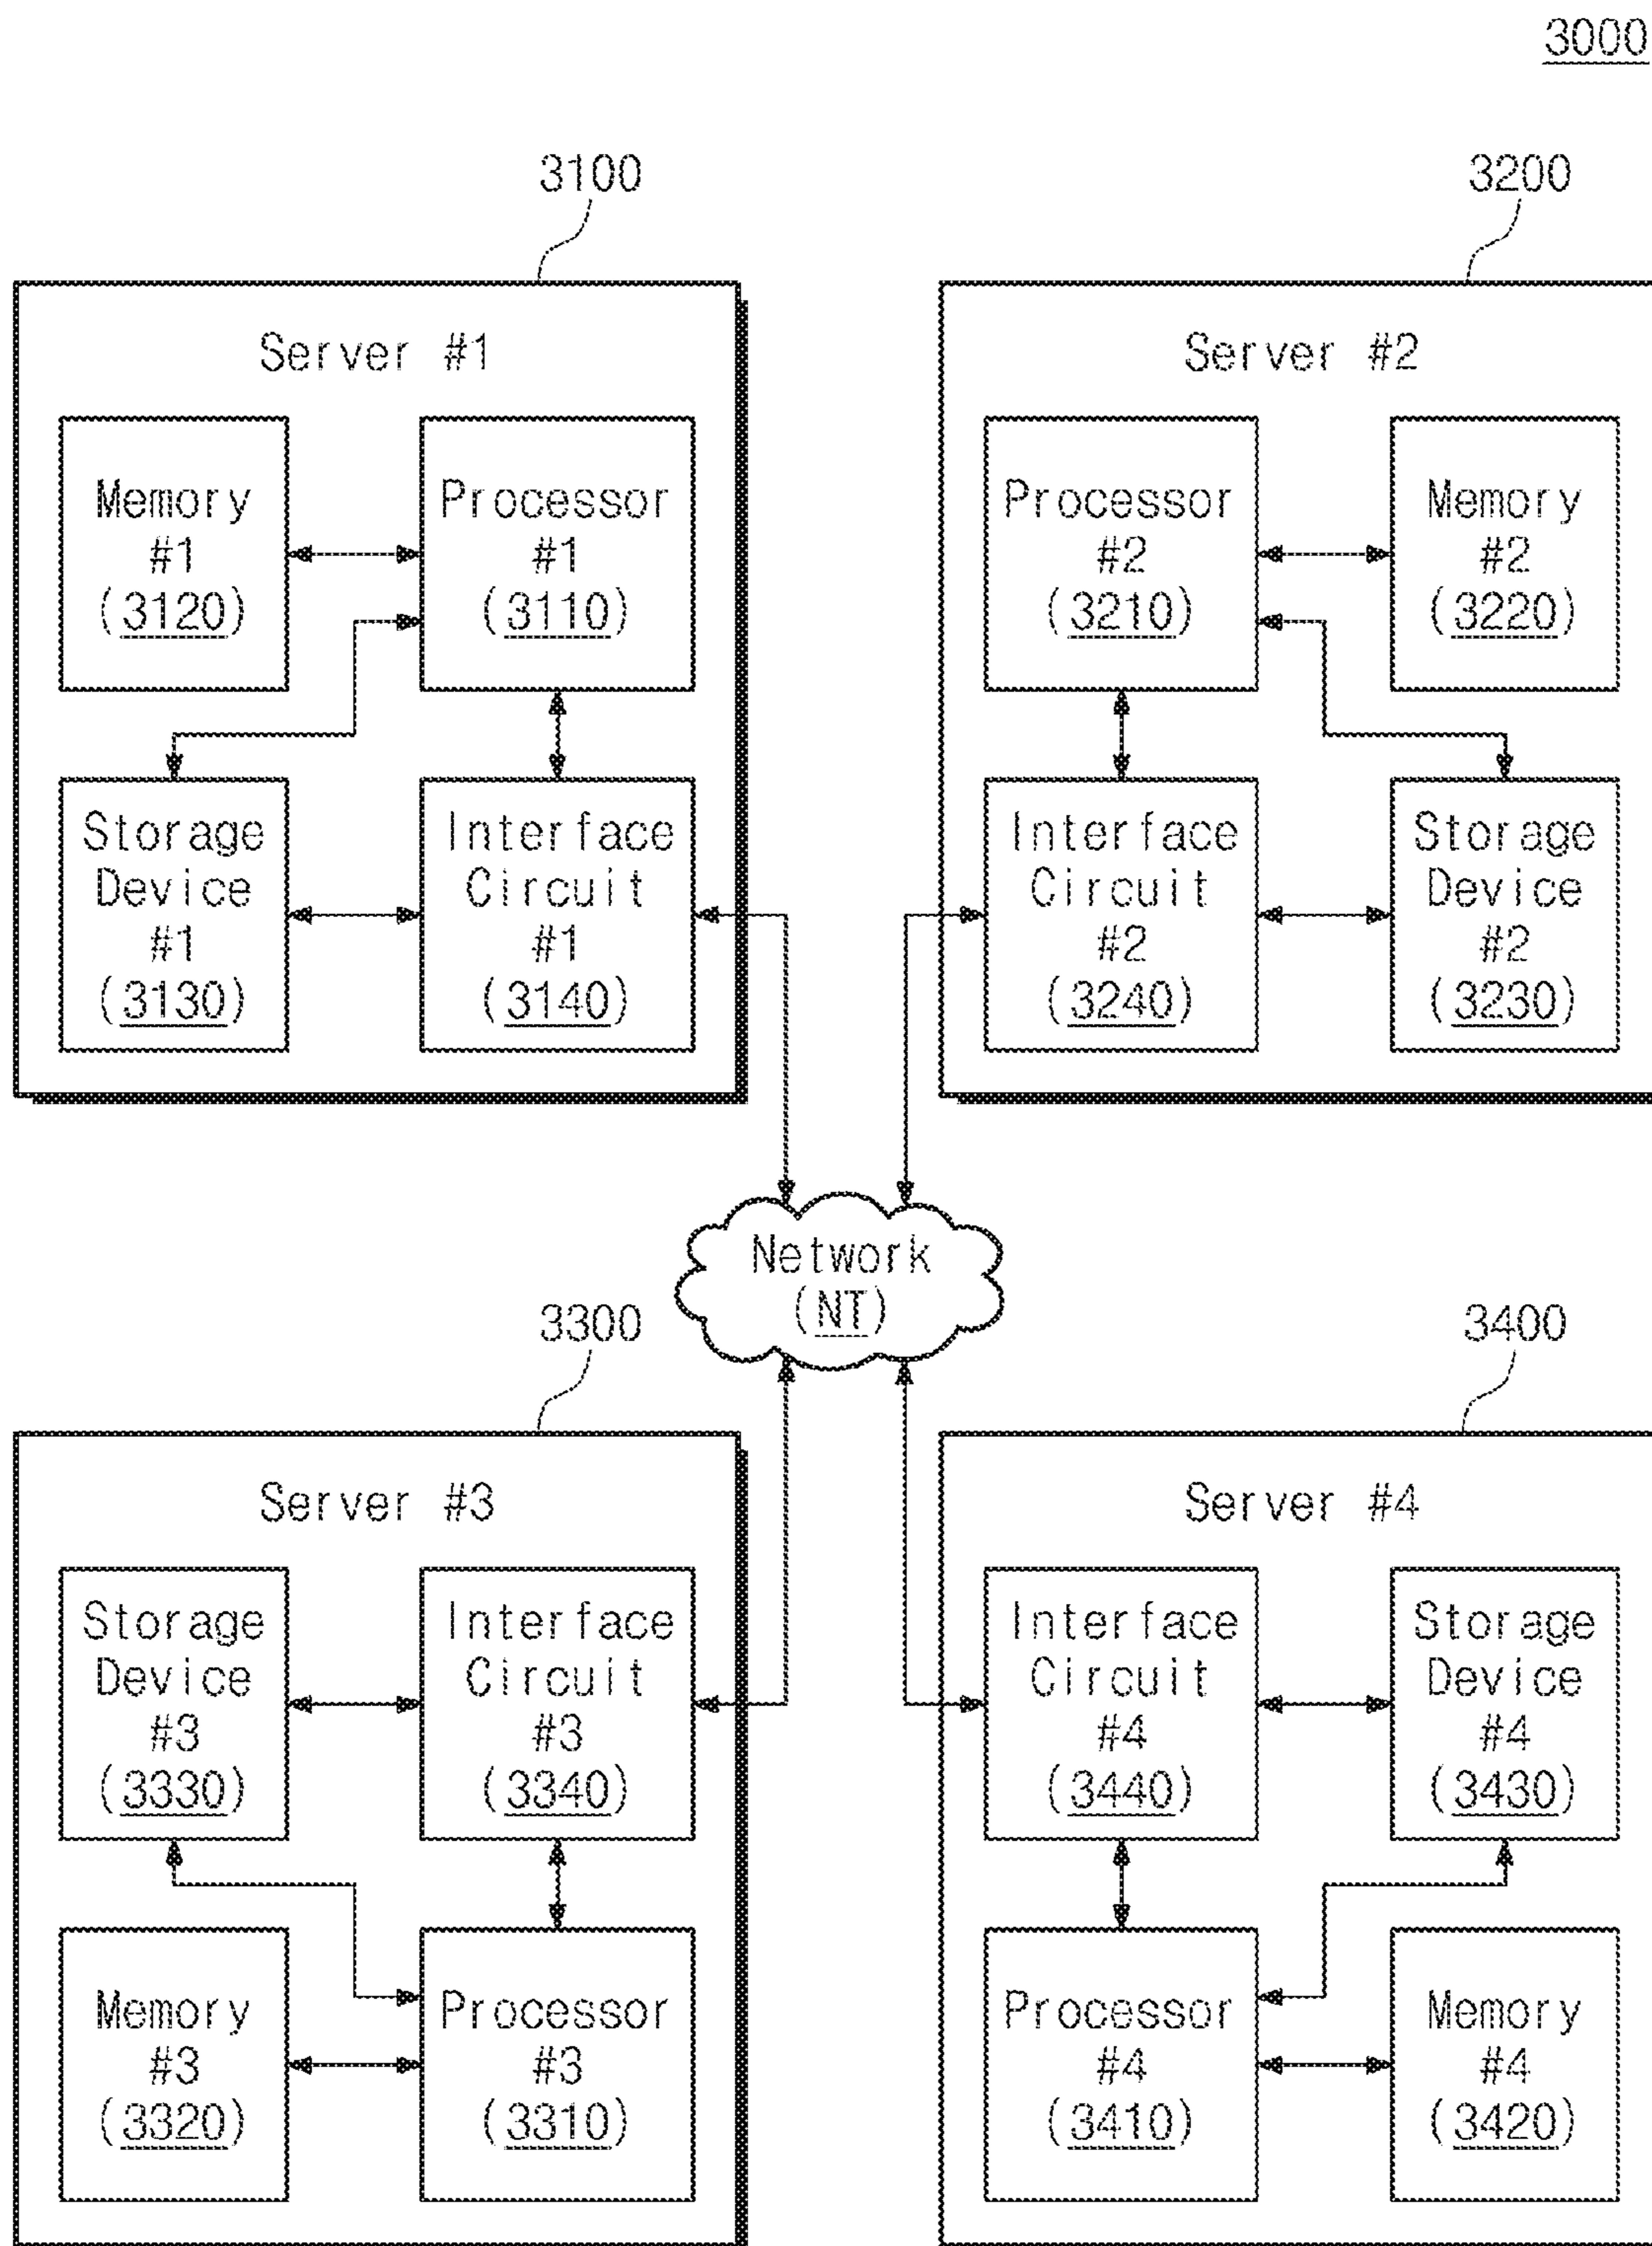 3000
3100
Server #1
Memory
#1
(3120)
Processor
#1
(3110)
Storage
Device
#1
(3130)
Interface
Circuit
#1
(3140)
3200
Server #2
Processor
#2
(3210)
Memory
#2
(3220)
Interface
Circuit
#2
(3240)
Storage
Device
#2
(3230)
Network
(NT)
3300
Server #3
Storage
Device
#3
(3330)
Interface
Circuit
#3
(3340)
Memory
#3
(3320)
Processor
#3
(3310)
3400
Server #4
Interface
Circuit
#4
(3440)
Storage
Device
#4
(3430)
Processor
#4
(3410)
Memory
#4
(3420)